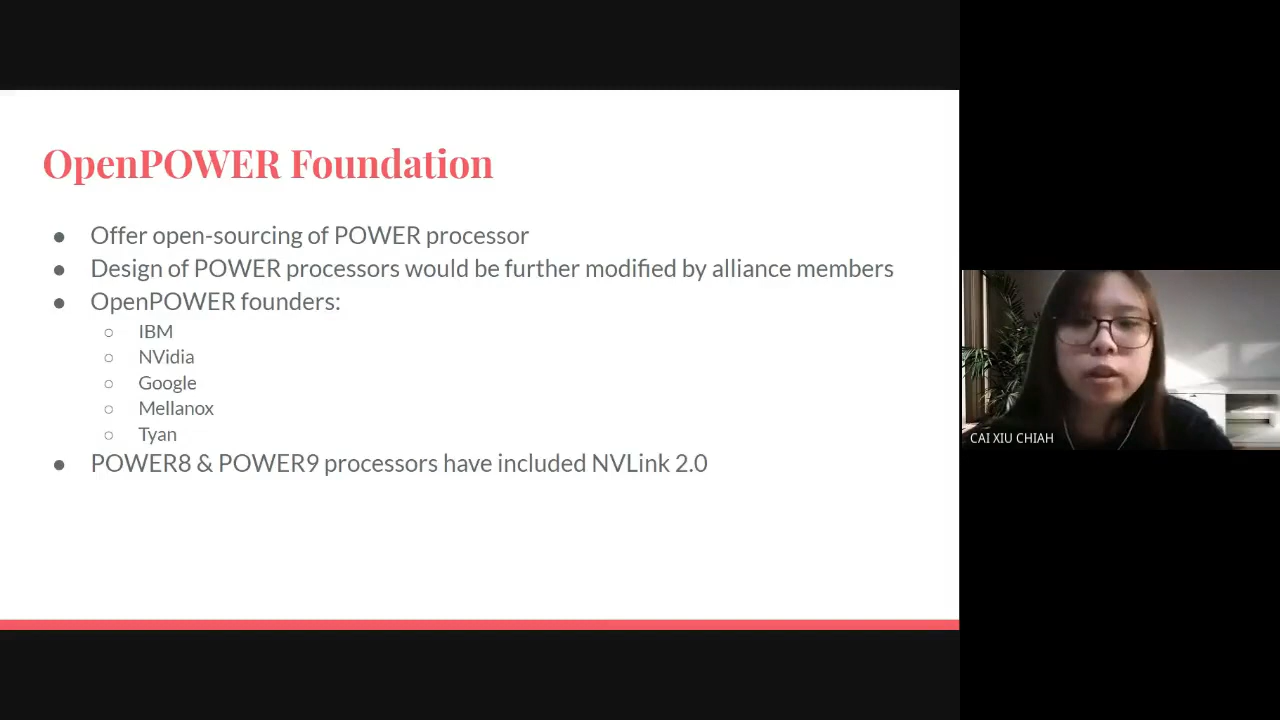 OpenPOWER Foundation
● Offer open-sourcing of POWER processor
● Design of POWER processors would be further modified by alliance members
● OpenPOWER founders:
○ IBM
○ NVidia
○ Google
○ Mellanox
○ Tyan
● POWER8 & POWER9 processors have included NVLink 2.0
CAI XIU CHIAH